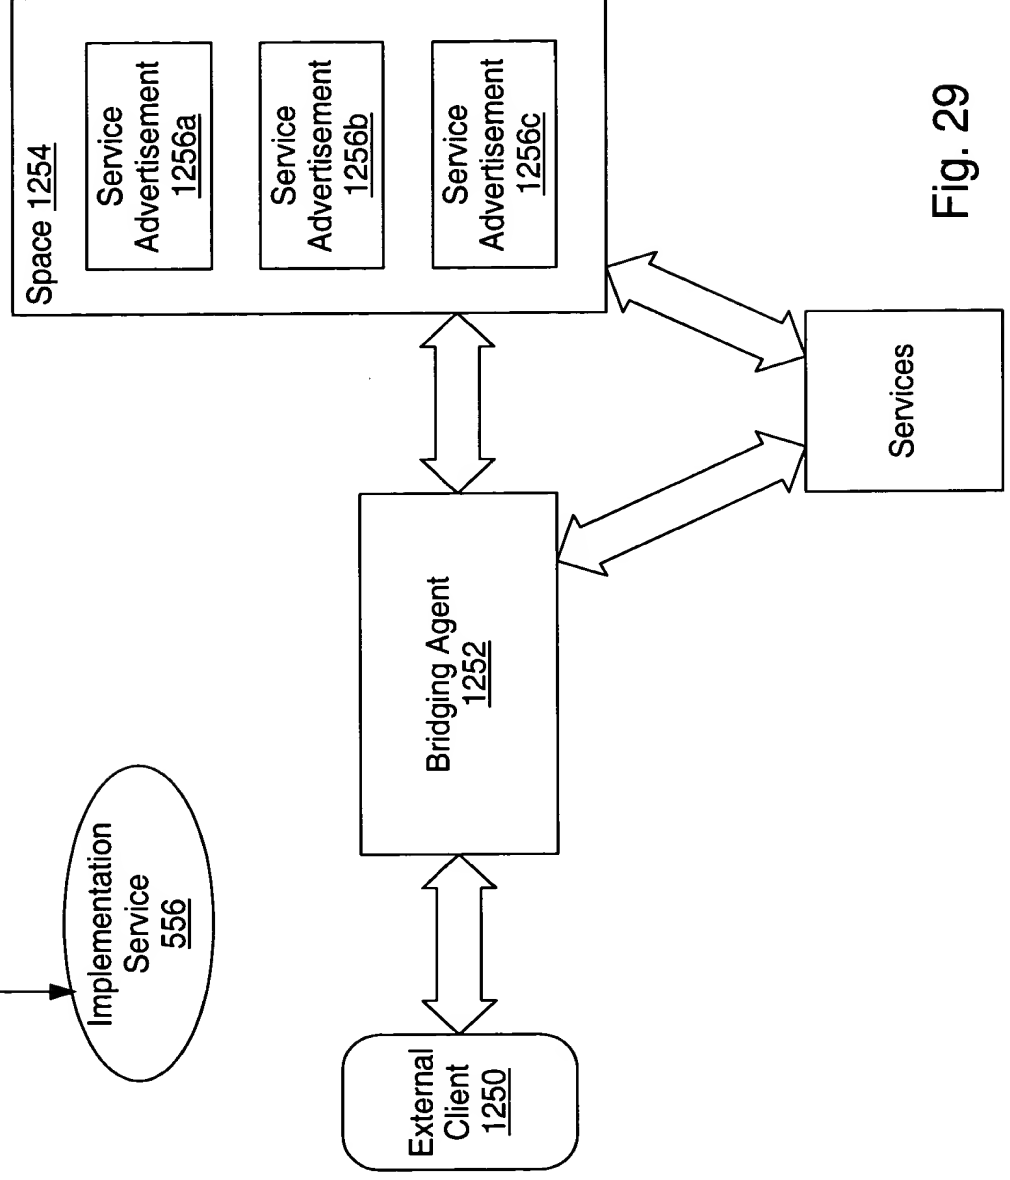 Implementation
Service
556
Space 1254
Service
Advertisement
1256a
Service
Advertisement
1256b
Service
Advertisement
1256c
Bridging Agent
1252
External
Client
1250
Services
Fig. 29